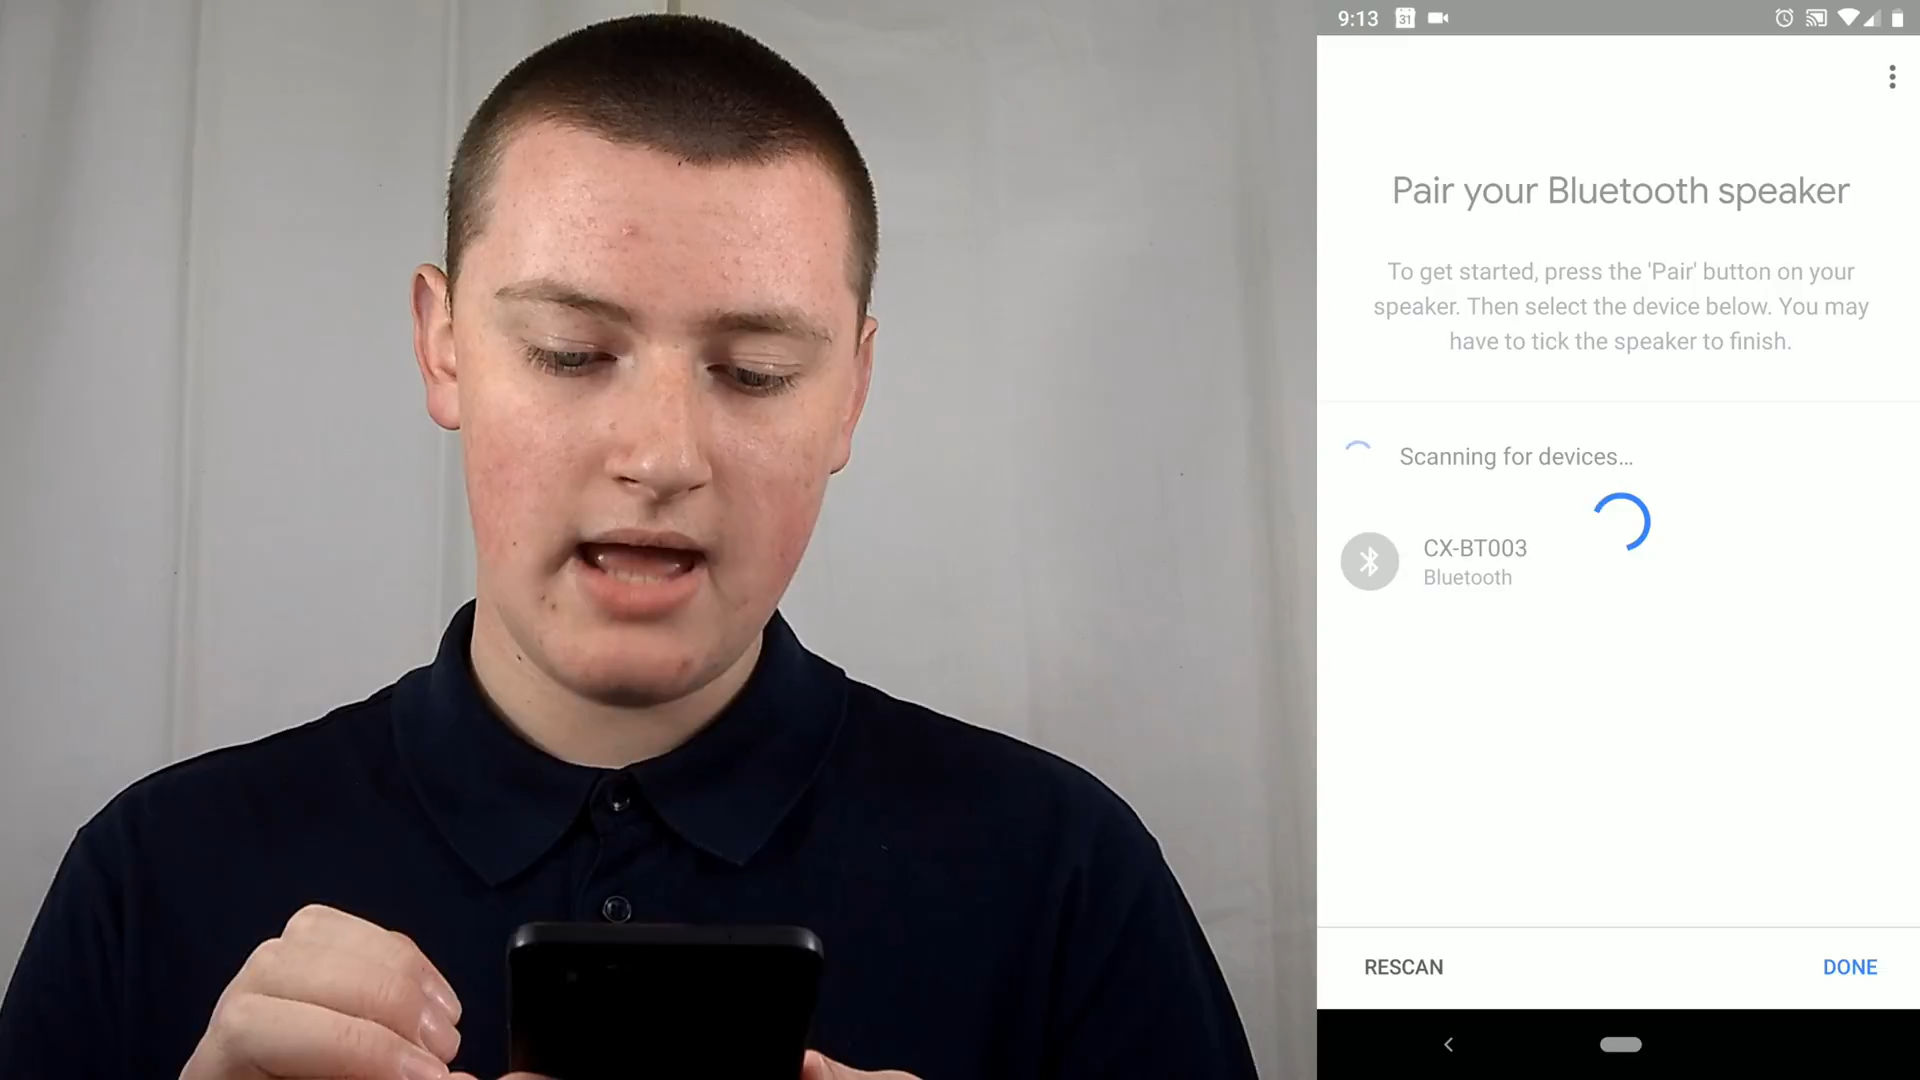 9:13
31
Pair your Bluetooth speaker
To get started, press the 'Pair' button on your
speaker. Then select the device below. You may
have to tick the speaker to finish.
Scanning for devices...
CX-BT003
Bluetooth
RESCAN
DONE